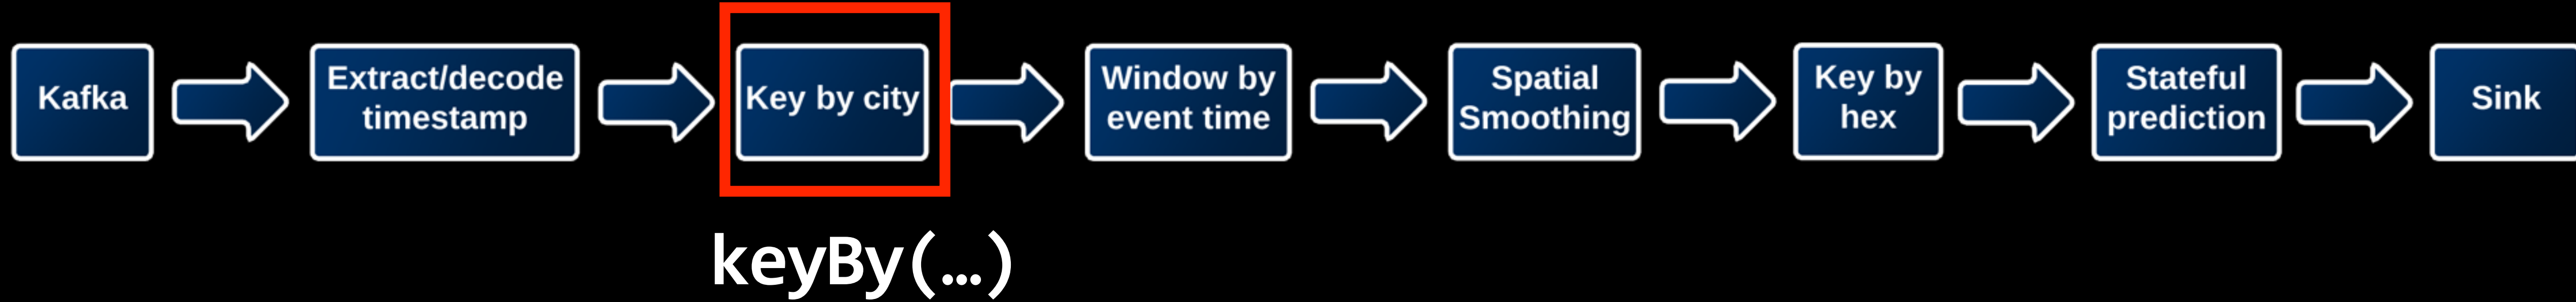 Kafka
Extract/decode
timestamp
Key by city
Window by
event time
Spatial
Smoothing
Key by
hex
Stateful
prediction
Sink
keyBy(...)